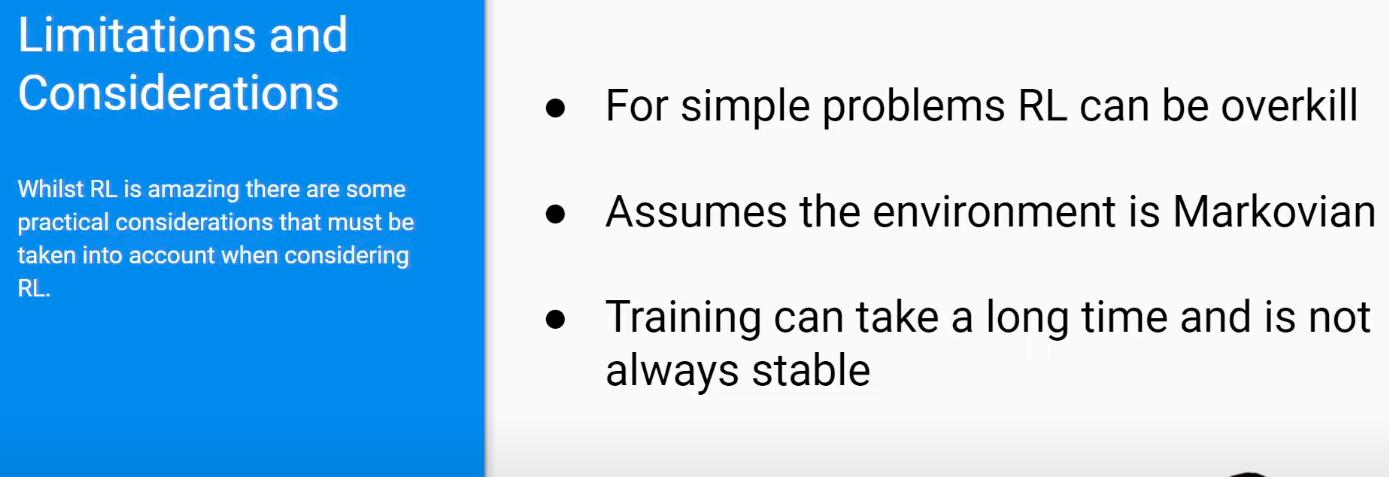 Limitations and
Considerations
Whilst RL is amazing there are some
practical considerations that must be
taken into account when considering
RL.
● For simple problems RL can be overkill
● Assumes the environment is Markovian
● Training can take a long time and is not
always stable